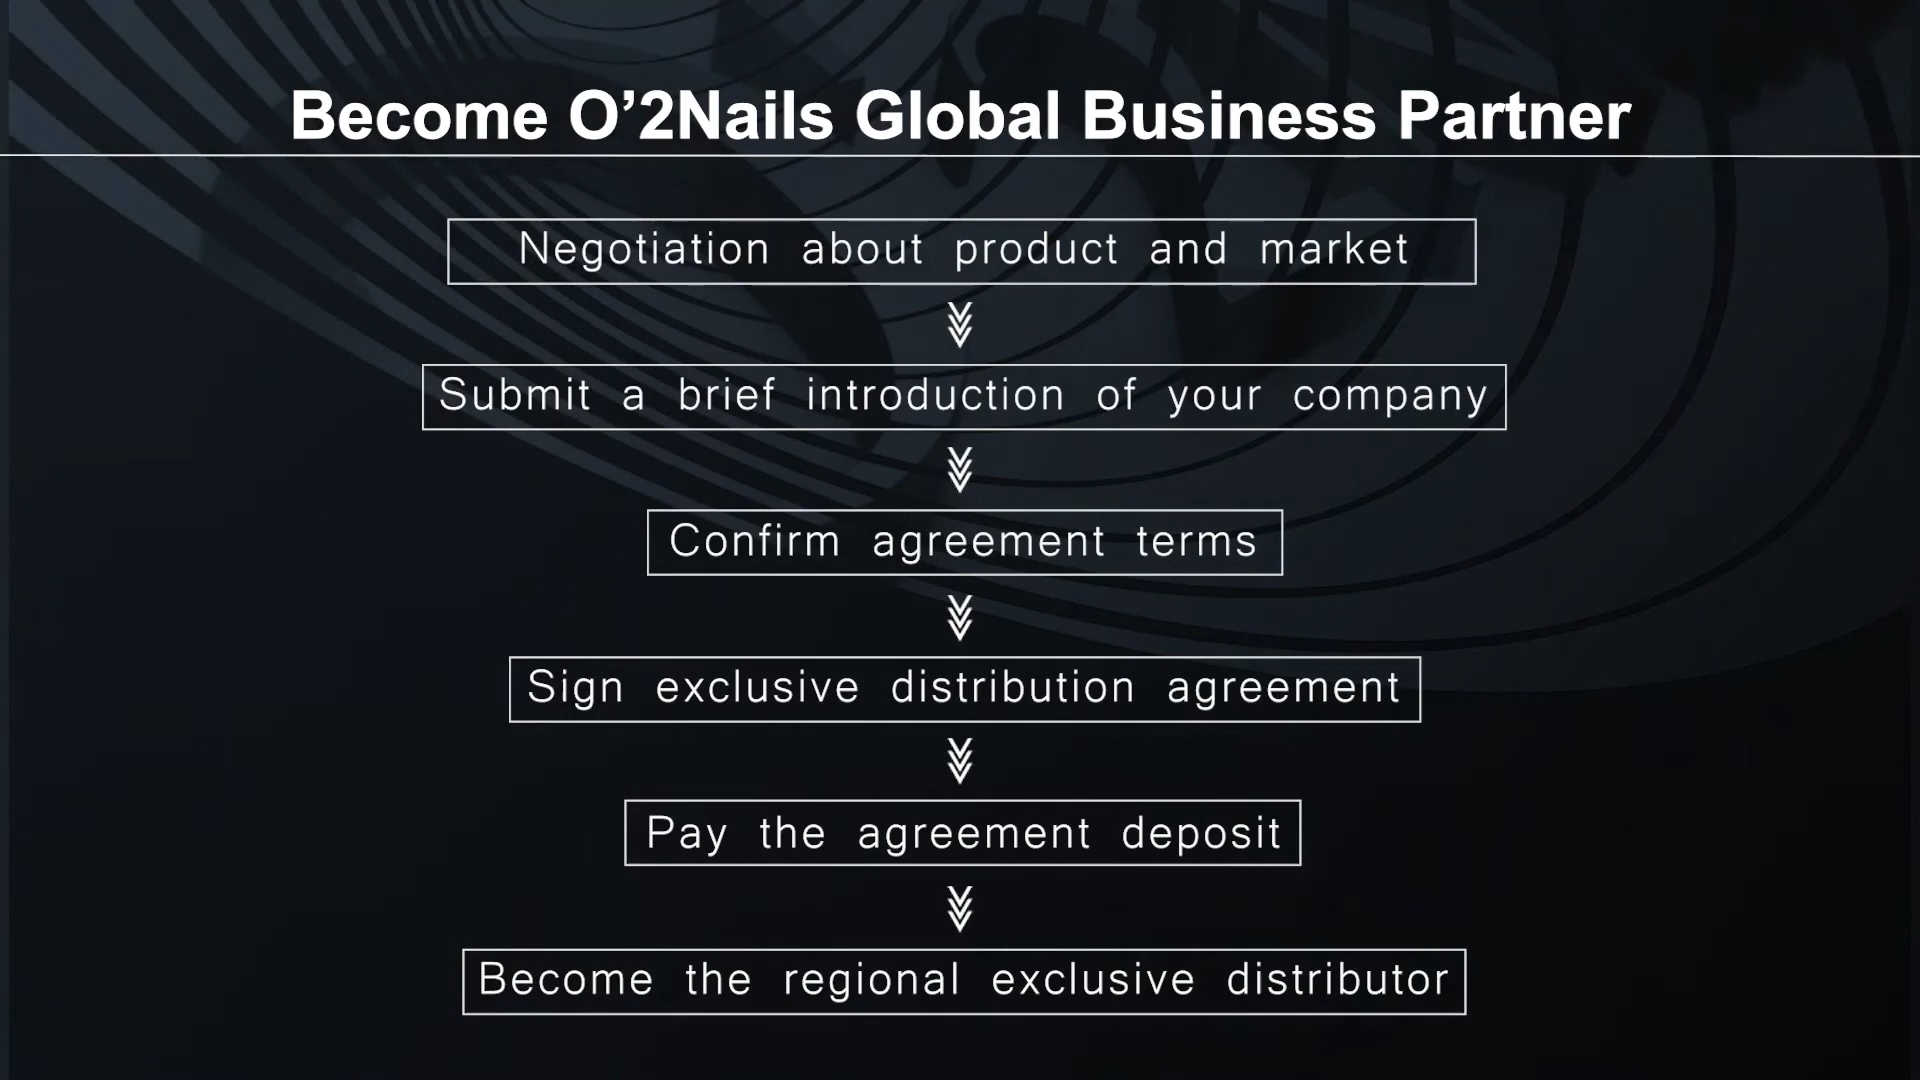 Become O’2Nails Global Business Partner
Negotiation about product and market
Submit a brief introduction of your company
Confirm agreement terms
Sign exclusive distribution agreement
Pay the agreement deposit
Become the regional exclusive distributor